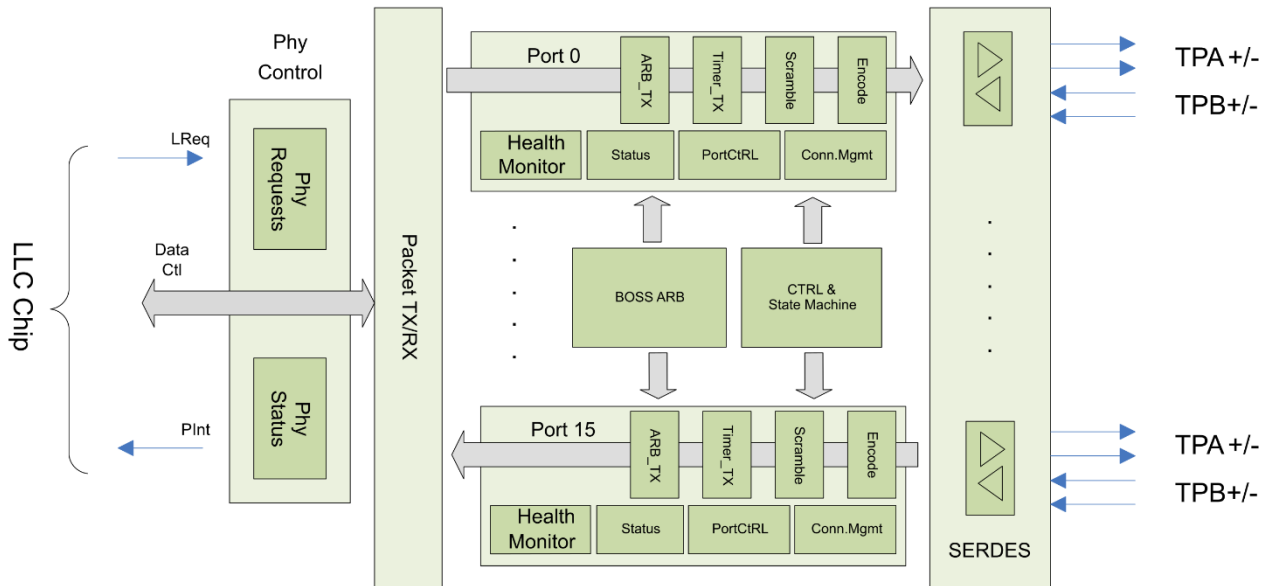 Phy
Control
LReq
Phy
Requests
Data
Ctl
LLC Chip
PInt
Phy
Status
Packet TX/RX
Port 0
ARB_TX
Timer_TX
Scramble
Encode
Health
Monitor
Status
PortCtRL
Conn.Mgmt
BOSS ARB
CTRL &
State Machine
Port 15
ARB_TX
Timer_TX
Scramble
Encode
Health
Monitor
Status
PortCtRL
Conn.Mgmt
SERDES
TPA +/-
TPB+/-
TPA +/-
TPB+/-